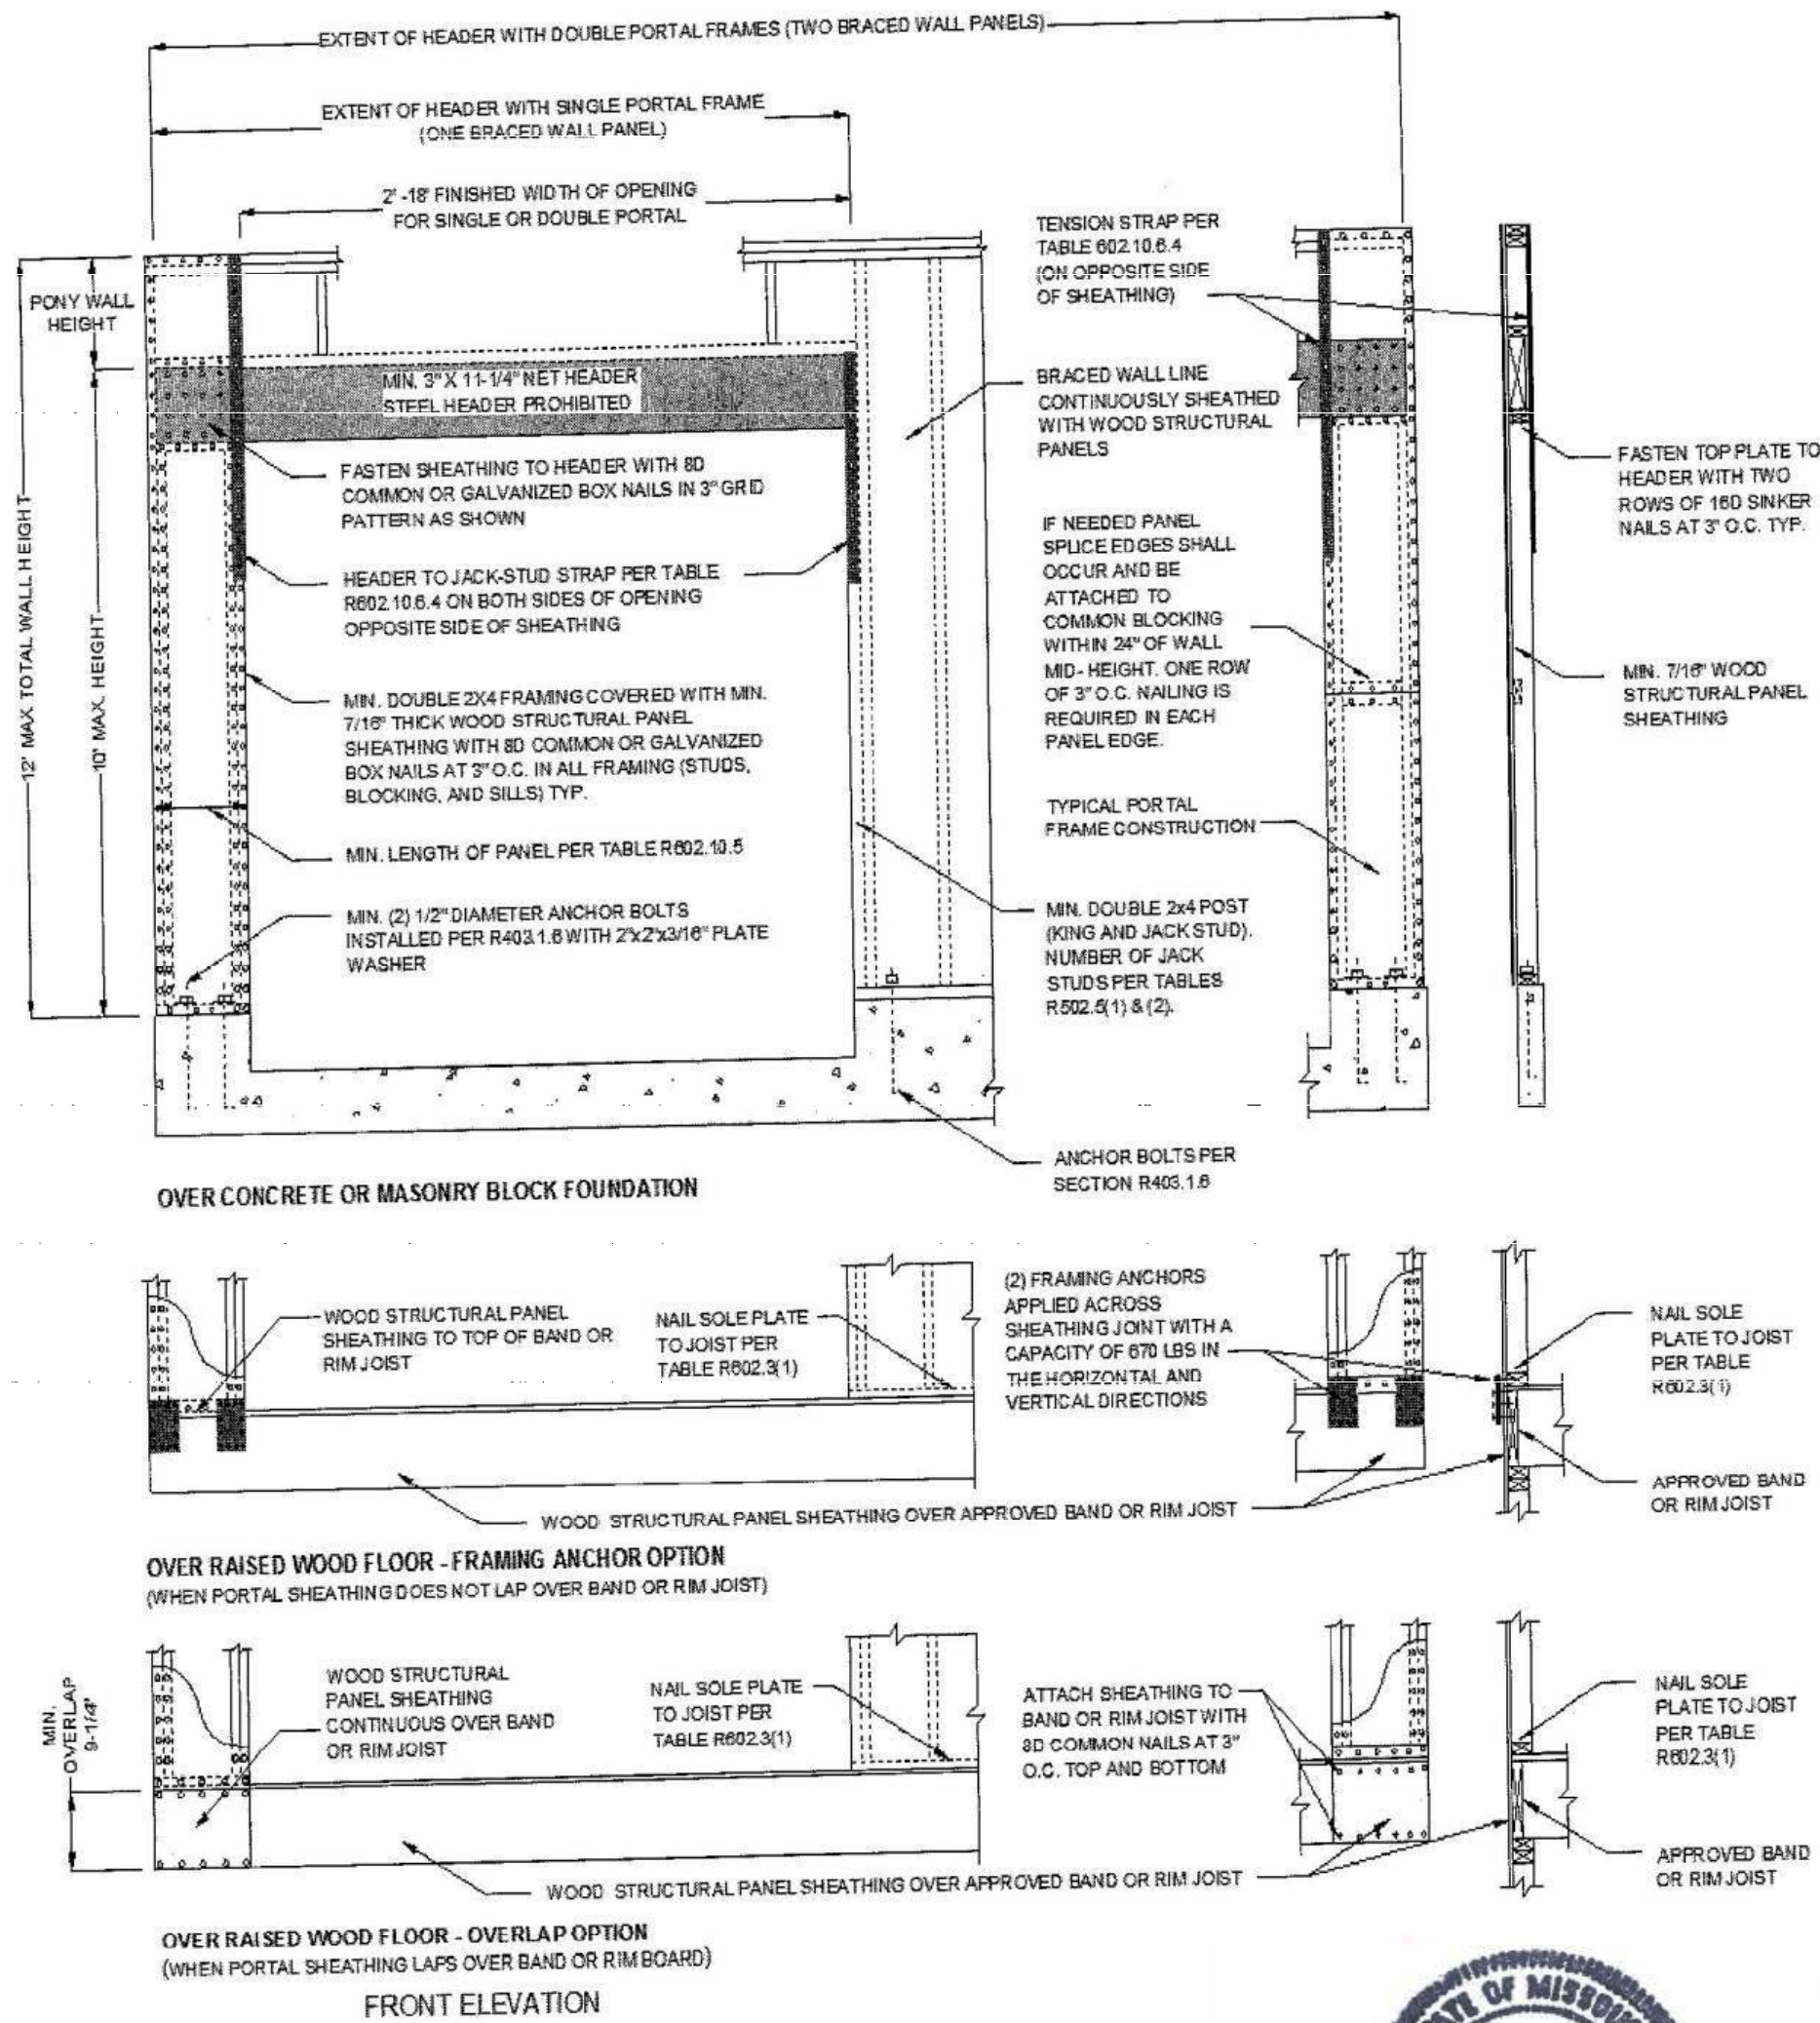 EXTENT OF HEADER WITH DOUBLE PORTAL FRAMES (TWO BRACED WALL PANELS)
EXTENT OF HEADER WITH SINGLE PORTAL FRAME
(ONE BRACED WALL PANEL)
2' -18' FINISHED WIDTH OF OPENING
FOR SINGLE OR DOUBLE PORTAL
PONY WALL
HEIGHT
12' MAX TOTAL WALL HEIGHT
10' MAX. HEIGHT
MIN. 3" X 11-1/4" NET HEADER
STEEL HEADER PROHIBITED
FASTEN SHEATHING TO HEADER WITH 8D
COMMON OR GALVANIZED BOX NAILS IN 3" GRID
PATTERN AS SHOWN
HEADER TO JACK-STUD STRAP PER TABLE
R602.10.6.4 ON BOTH SIDES OF OPENING
OPPOSITE SIDE OF SHEATHING
MIN. DOUBLE 2X4 FRAMING COVERED WITH MIN.
7/16" THICK WOOD STRUCTURAL PANEL
SHEATHING WITH 8D COMMON OR GALVANIZED
BOX NAILS AT 3" O.C. IN ALL FRAMING (STUDS,
BLOCKING, AND SILLS) TYP.
MIN. LENGTH OF PANEL PER TABLE R602.10.5
MIN. (2) 1/2" DIAMETER ANCHOR BOLTS
INSTALLED PER R403.1.6 WITH 2"x2"x3/16" PLATE
WASHER
TENSION STRAP PER
TABLE 602.10.6.4
(ON OPPOSITE SIDE
OF SHEATHING)
BRACED WALL LINE
CONTINUOUSLY SHEATHED
WITH WOOD STRUCTURAL
PANELS
IF NEEDED PANEL
SPLICE EDGES SHALL
OCCUR AND BE
ATTACHED TO
COMMON BLOCKING
WITHIN 24" OF WALL
MID- HEIGHT. ONE ROW
OF 3" O.C. NAILING IS
REQUIRED IN EACH
PANEL EDGE.
TYPICAL PORTAL
FRAME CONSTRUCTION
MIN. DOUBLE 2x4 POST
(KING AND JACK STUD).
NUMBER OF JACK
STUDS PER TABLES
R502.5(1) & (2).
FASTEN TOP PLATE TO
HEADER WITH TWO
ROWS OF 16D SINKER
NAILS AT 3" O.C. TYP.
MIN. 7/16" WOOD
STRUCTURAL PANEL
SHEATHING
ANCHOR BOLTS PER
SECTION R403.1.6
OVER CONCRETE OR MASONRY BLOCK FOUNDATION
WOOD STRUCTURAL PANEL
SHEATHING TO TOP OF BAND OR
RIM JOIST
NAIL SOLE PLATE
TO JOIST PER
TABLE R602.3(1)
(2) FRAMING ANCHORS
APPLIED ACROSS
SHEATHING JOINT WITH A
CAPACITY OF 670 LBS IN
THE HORIZONTAL AND
VERTICAL DIRECTIONS
NAIL SOLE
PLATE TO JOIST
PER TABLE
R602.3(1)
APPROVED BAND
OR RIM JOIST
WOOD STRUCTURAL PANEL SHEATHING OVER APPROVED BAND OR RIM JOIST
OVER RAISED WOOD FLOOR - FRAMING ANCHOR OPTION
(WHEN PORTAL SHEATHING DOES NOT LAP OVER BAND OR RIM JOIST)
MIN.
OVERLAP
9-1/4"
WOOD STRUCTURAL
PANEL SHEATHING
CONTINUOUS OVER BAND
OR RIM JOIST
NAIL SOLE PLATE
TO JOIST PER
TABLE R602.3(1)
ATTACH SHEATHING TO
BAND OR RIM JOIST WITH
8D COMMON NAILS AT 3"
O.C. TOP AND BOTTOM
NAIL SOLE
PLATE TO JOIST
PER TABLE
R602.3(1)
APPROVED BAND
OR RIM JOIST
WOOD STRUCTURAL PANEL SHEATHING OVER APPROVED BAND OR RIM JOIST
OVER RAISED WOOD FLOOR - OVERLAP OPTION
(WHEN PORTAL SHEATHING LAPS OVER BAND OR RIM BOARD)
FRONT ELEVATION
OF